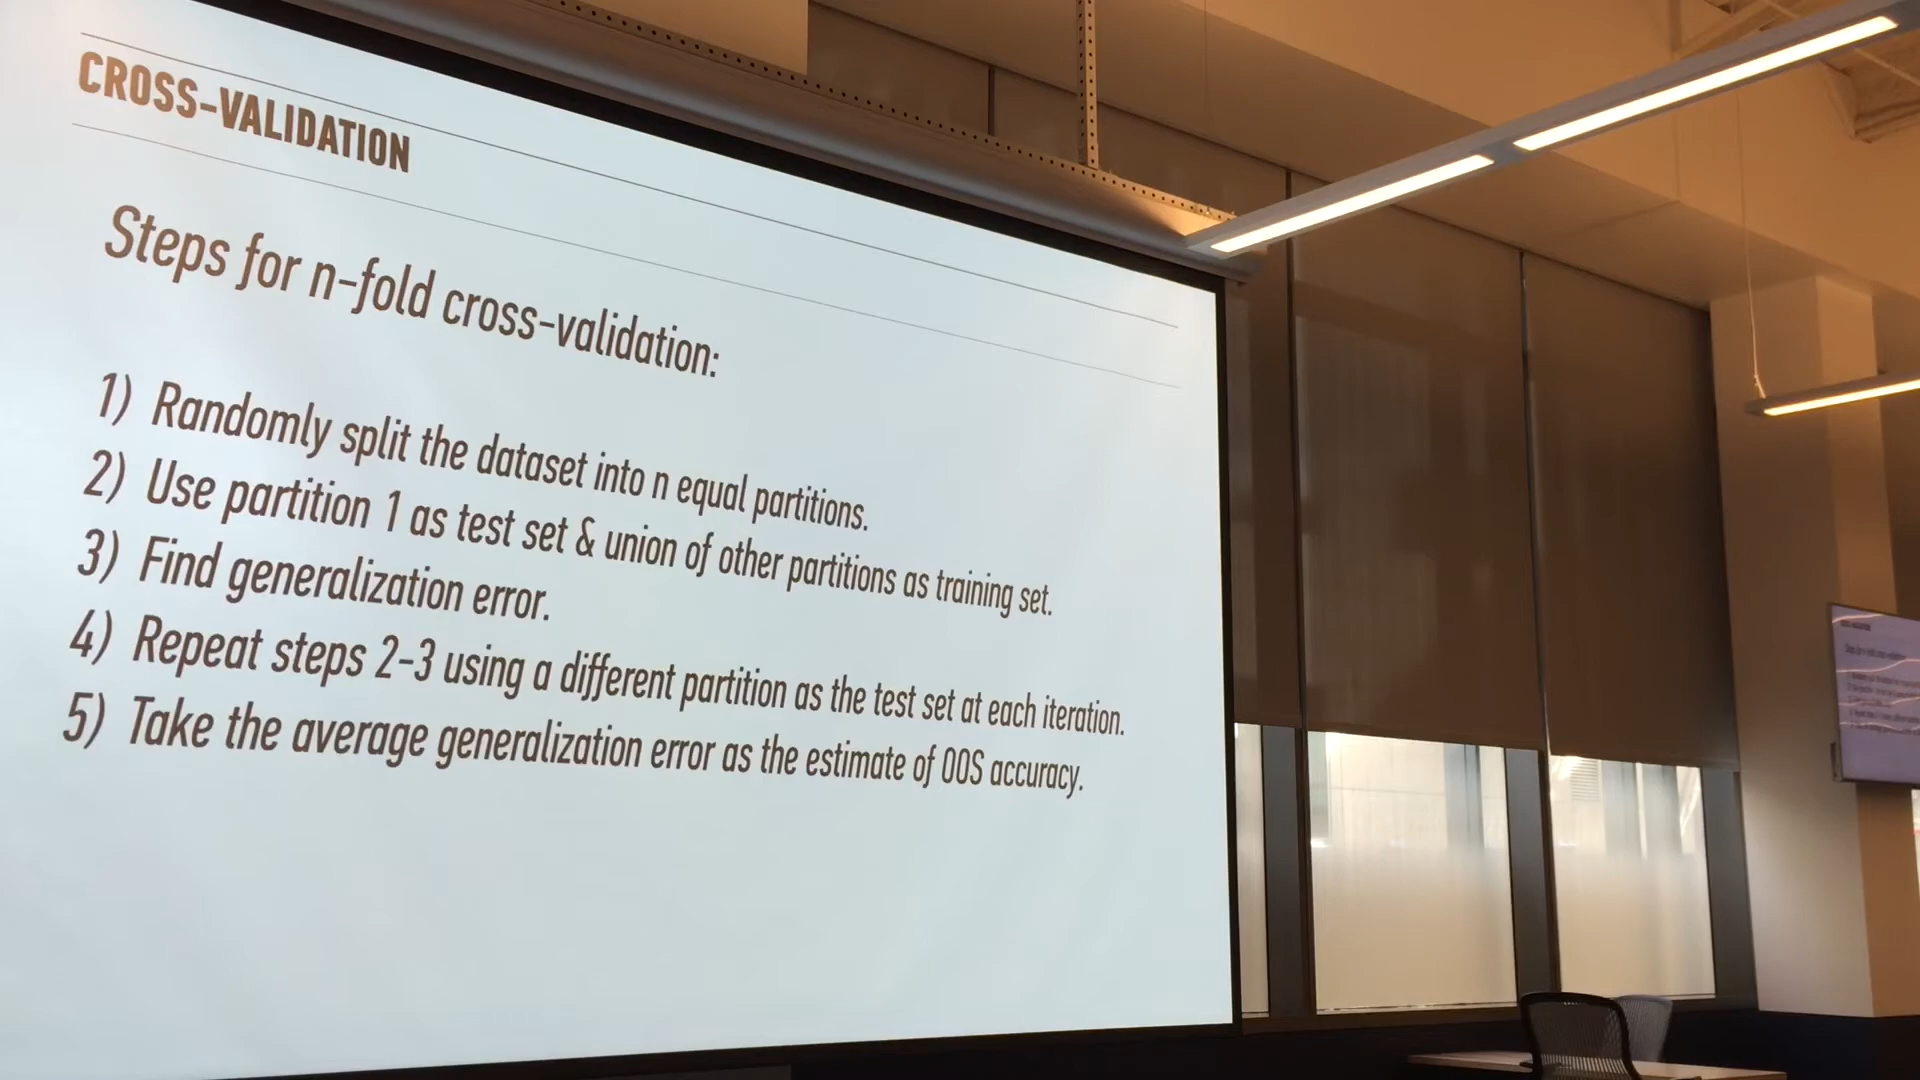 CROSS-VALIDATION
Steps for n-fold cross-validation:
1) Randomly split the dataset into n equal partitions.
2) Use partition 1 as test set & union of other partitions as training set.
3) Find generalization error.
4) Repeat steps 2-3 using a different partition as the test set at each iteration.
5) Take the average generalization error as the estimate of OOS accuracy.